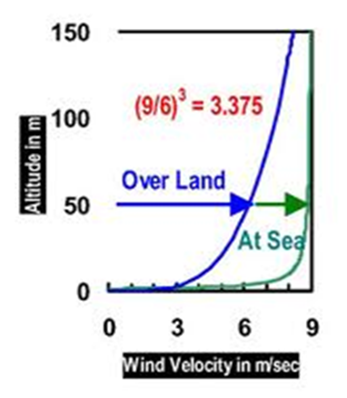 150
(9/6)³ = 3.375
100
Altitude in m
Over Land
50
At Sea
0
0 3 6 9
Wind Velocity in m/sec